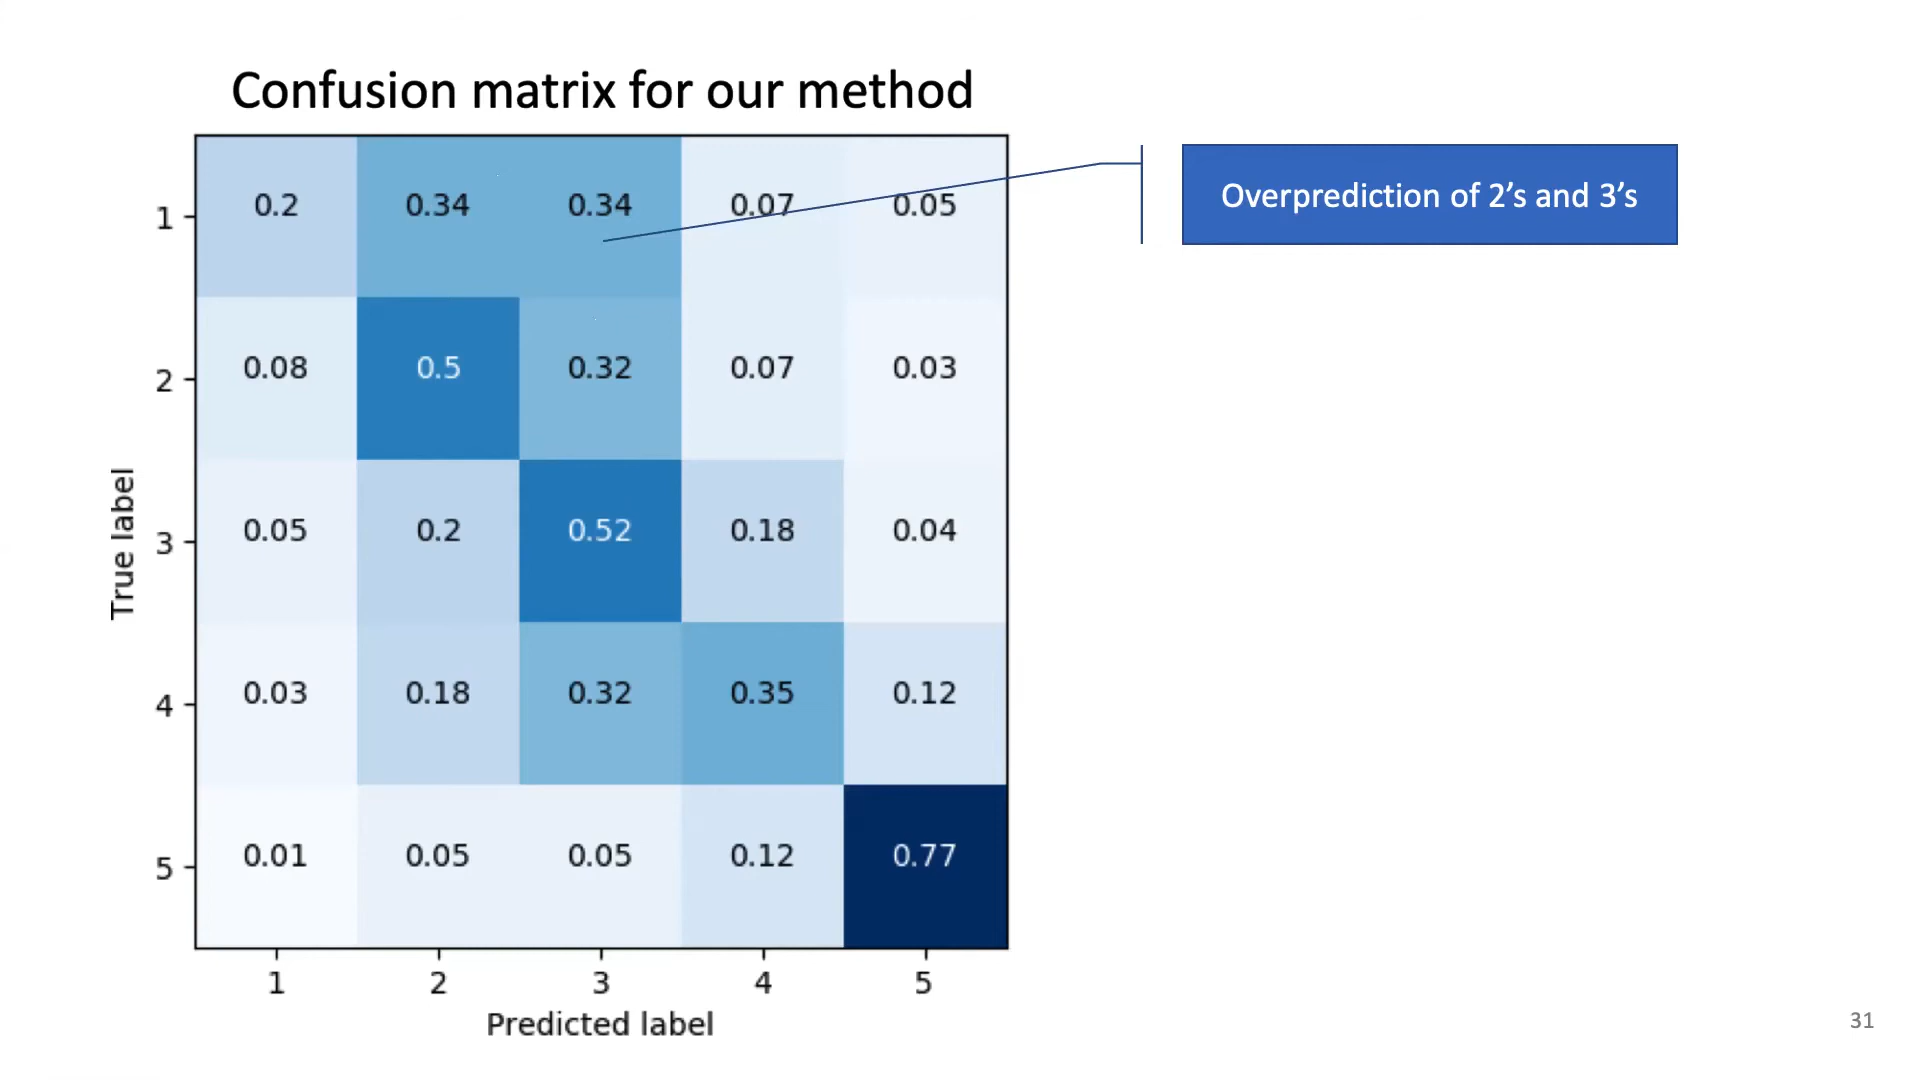 Confusion matrix for our method
Overprediction of 2’s and 3’s
1 0.2 0.34 0.34 0.07 0.05
2 0.08 0.5 0.32 0.07 0.03
3 0.05 0.2 0.52 0.18 0.04
4 0.03 0.18 0.32 0.35 0.12
5 0.01 0.05 0.05 0.12 0.77
True label
1 2 3 4 5
Predicted label
31